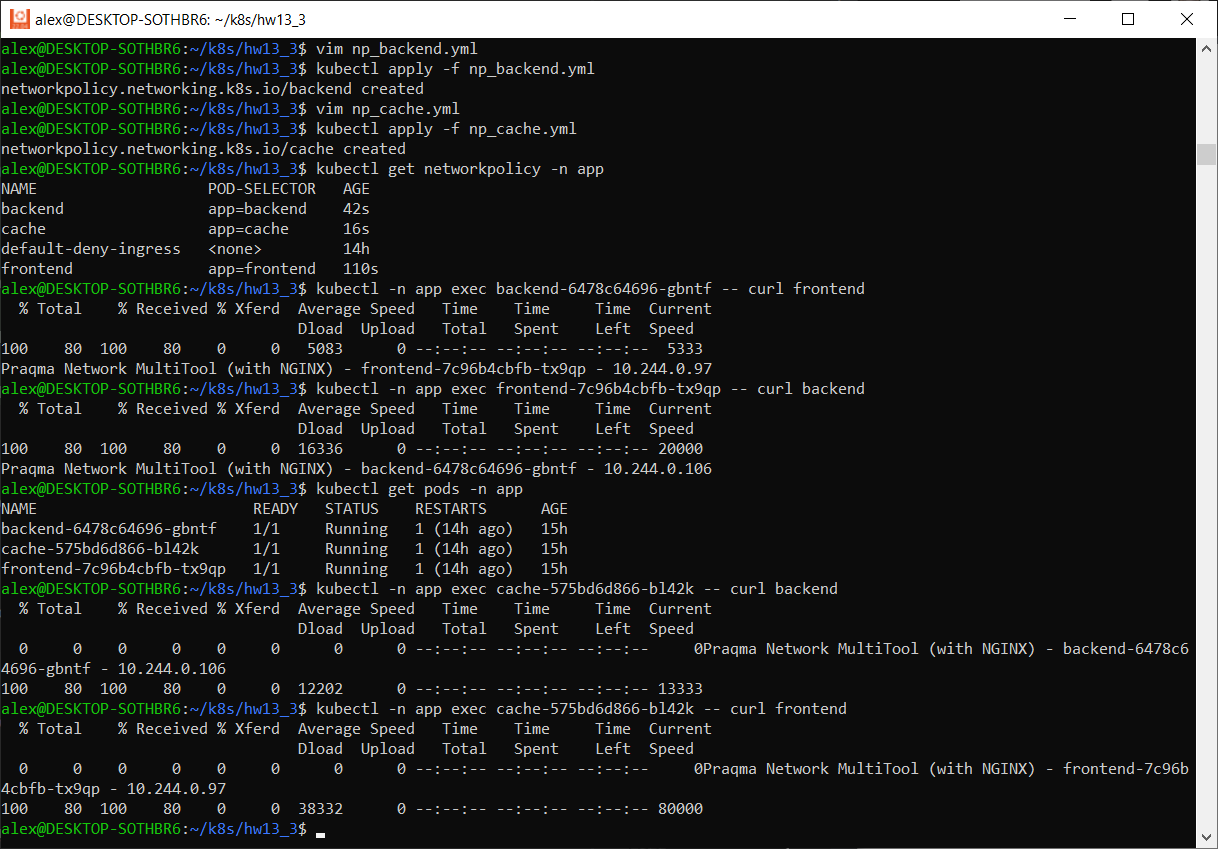 alex@DESKTOP-SOTHBR6: ~/k8s/hw13_3
alex@DESKTOP-SOTHBR6:~/k8s/hw13_3$ vim np_backend.yml
alex@DESKTOP-SOTHBR6:~/k8s/hw13_3$ kubectl apply -f np_backend.yml
networkpolicy.networking.k8s.io/backend created
alex@DESKTOP-SOTHBR6:~/k8s/hw13_3$ vim np_cache.yml
alex@DESKTOP-SOTHBR6:~/k8s/hw13_3$ kubectl apply -f np_cache.yml
networkpolicy.networking.k8s.io/cache created
alex@DESKTOP-SOTHBR6:~/k8s/hw13_3$ kubectl get networkpolicy -n app
NAME                   POD-SELECTOR   AGE
backend                app=backend    42s
cache                  app=cache      16s
default-deny-ingress   <none>         14h
frontend               app=frontend   110s
alex@DESKTOP-SOTHBR6:~/k8s/hw13_3$ kubectl -n app exec backend-6478c64696-gbntf -- curl frontend
  % Total    % Received % Xferd  Average Speed   Time    Time     Time  Current
                                 Dload  Upload   Total   Spent    Left  Speed
100    80  100    80    0     0   5083      0 --:--:-- --:--:-- --:--:--  5333
Praqma Network MultiTool (with NGINX) - frontend-7c96b4cbfb-tx9qp - 10.244.0.97
alex@DESKTOP-SOTHBR6:~/k8s/hw13_3$ kubectl -n app exec frontend-7c96b4cbfb-tx9qp -- curl backend
  % Total    % Received % Xferd  Average Speed   Time    Time     Time  Current
                                 Dload  Upload   Total   Spent    Left  Speed
100    80  100    80    0     0  16336      0 --:--:-- --:--:-- --:--:-- 20000
Praqma Network MultiTool (with NGINX) - backend-6478c64696-gbntf - 10.244.0.106
alex@DESKTOP-SOTHBR6:~/k8s/hw13_3$ kubectl get pods -n app
NAME                        READY   STATUS    RESTARTS      AGE
backend-6478c64696-gbntf    1/1     Running   1 (14h ago)   15h
cache-575bd6d866-bl42k      1/1     Running   1 (14h ago)   15h
frontend-7c96b4cbfb-tx9qp   1/1     Running   1 (14h ago)   15h
alex@DESKTOP-SOTHBR6:~/k8s/hw13_3$ kubectl -n app exec cache-575bd6d866-bl42k -- curl backend
  % Total    % Received % Xferd  Average Speed   Time    Time     Time  Current
                                 Dload  Upload   Total   Spent    Left  Speed
  0     0    0     0    0     0      0      0 --:--:-- --:--:-- --:--:--     0Praqma Network MultiTool (with NGINX) - backend-6478c6
4696-gbntf - 10.244.0.106
100    80  100    80    0     0  12202      0 --:--:-- --:--:-- --:--:-- 13333
alex@DESKTOP-SOTHBR6:~/k8s/hw13_3$ kubectl -n app exec cache-575bd6d866-bl42k -- curl frontend
  % Total    % Received % Xferd  Average Speed   Time    Time     Time  Current
                                 Dload  Upload   Total   Spent    Left  Speed
  0     0    0     0    0     0      0      0 --:--:-- --:--:-- --:--:--     0Praqma Network MultiTool (with NGINX) - frontend-7c96b
4cbfb-tx9qp - 10.244.0.97
100    80  100    80    0     0  38332      0 --:--:-- --:--:-- --:--:-- 80000
alex@DESKTOP-SOTHBR6:~/k8s/hw13_3$